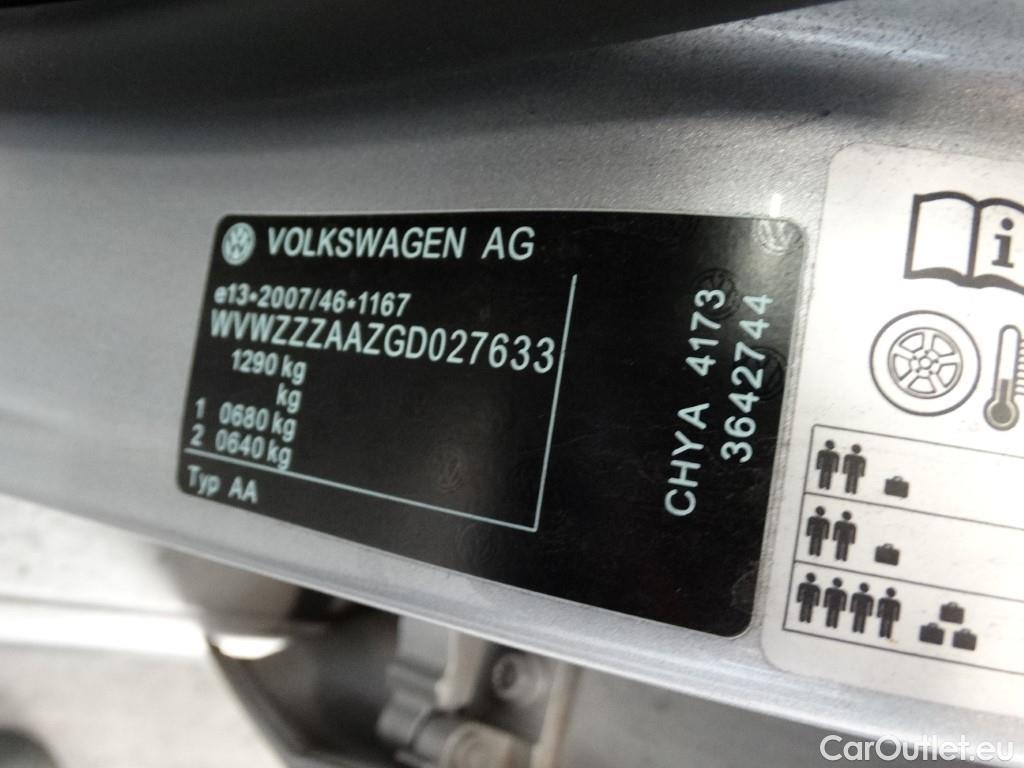 VOLKSWAGEN AG
e13*2007/46*1167
WVWZZZAAZGD027633
1290 kg
kg
1 0680 kg
2 0640 kg
Typ AA
CHYA 4173
3642744
i
CarOutlet.eu